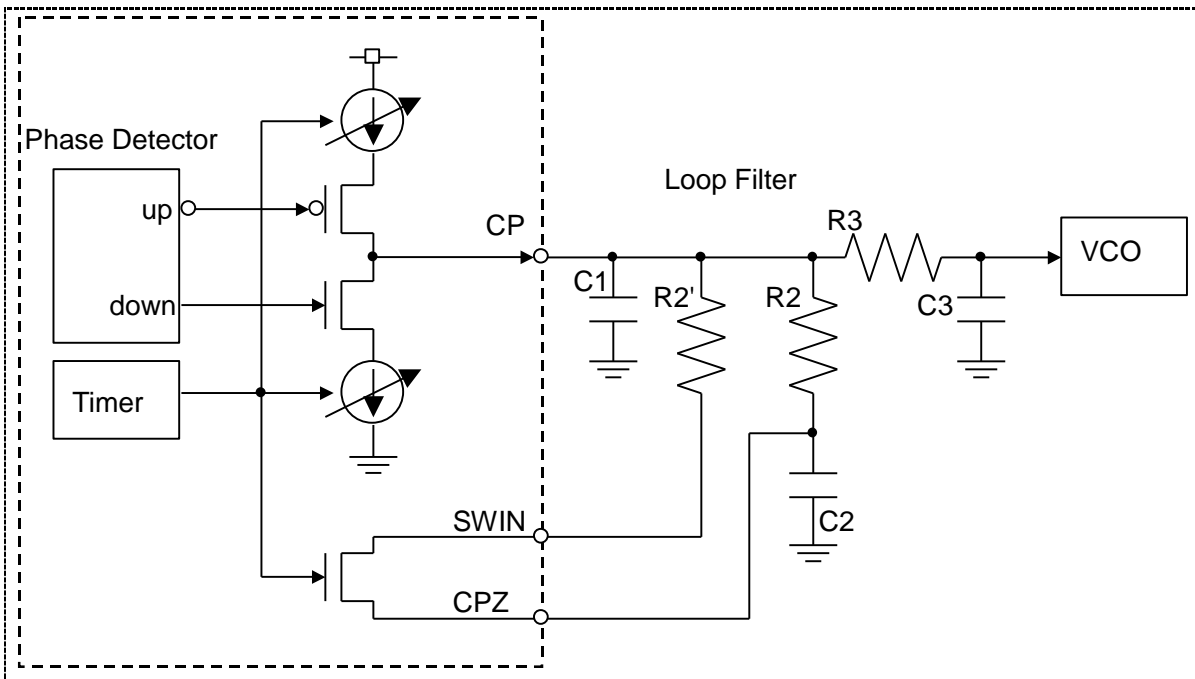 Phase Detector
up
down
Timer
CP
SWIN
CPZ
Loop Filter
C1
R2'
R2
R3
C3
C2
VCO